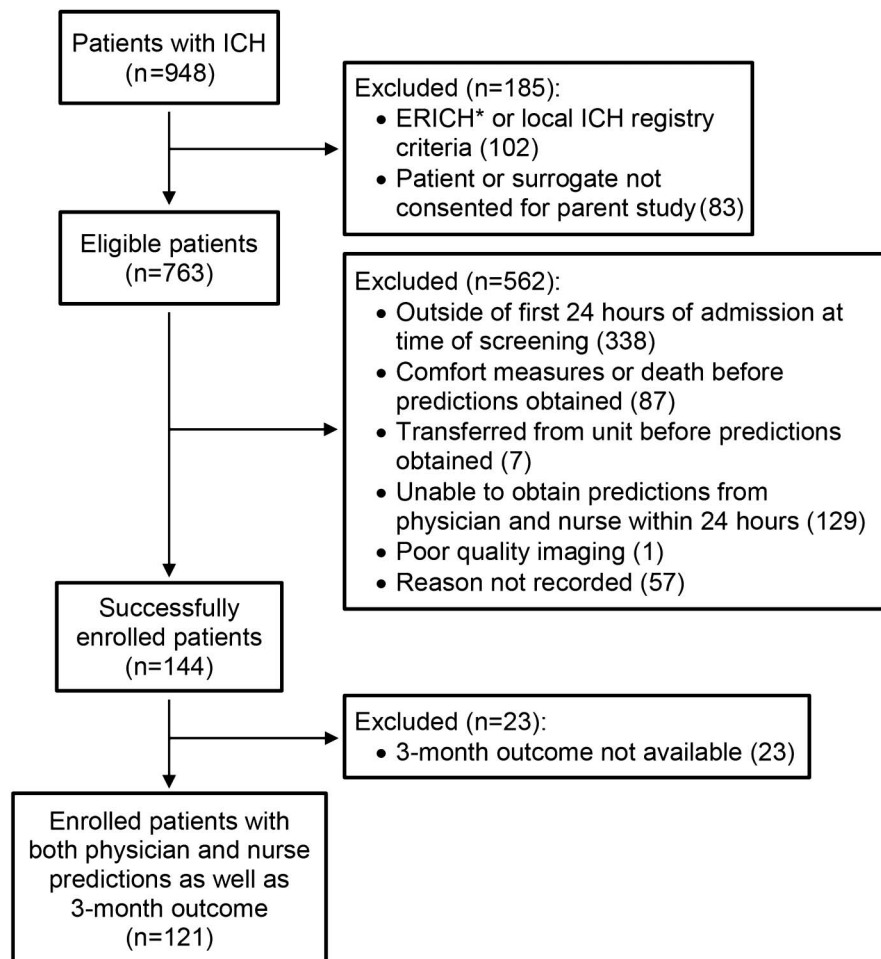 Patients with ICH
(n=948)
Excluded (n=185):
• ERICH* or local ICH registry
criteria (102)
• Patient or surrogate not
consented for parent study (83)
Eligible patients
(n=763)
Excluded (n=562):
• Outside of first 24 hours of admission at
time of screening (338)
• Comfort measures or death before
predictions obtained (87)
• Transferred from unit before predictions
obtained (7)
• Unable to obtain predictions from
physician and nurse within 24 hours (129)
• Poor quality imaging (1)
• Reason not recorded (57)
Successfully
enrolled patients
(n=144)
Excluded (n=23):
• 3-month outcome not available (23)
Enrolled patients with
both physician and nurse
predictions as well as
3-month outcome
(n=121)